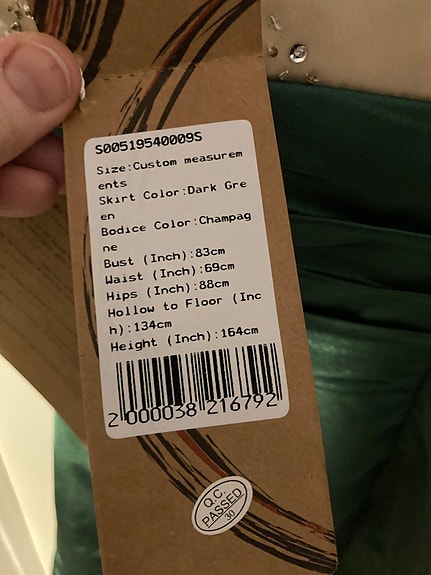 S00519540009S
Size:Custom measurem
ents
Skirt Color:Dark Gre
en
Bodice Color:Champag
ne
Bust (Inch):83cm
Waist (Inch):69cm
Hips (Inch):88cm
Hollow to Floor (Inc
h):134cm
Height (Inch):164cm
2 000038 216792
Q.C.
PASSED
30